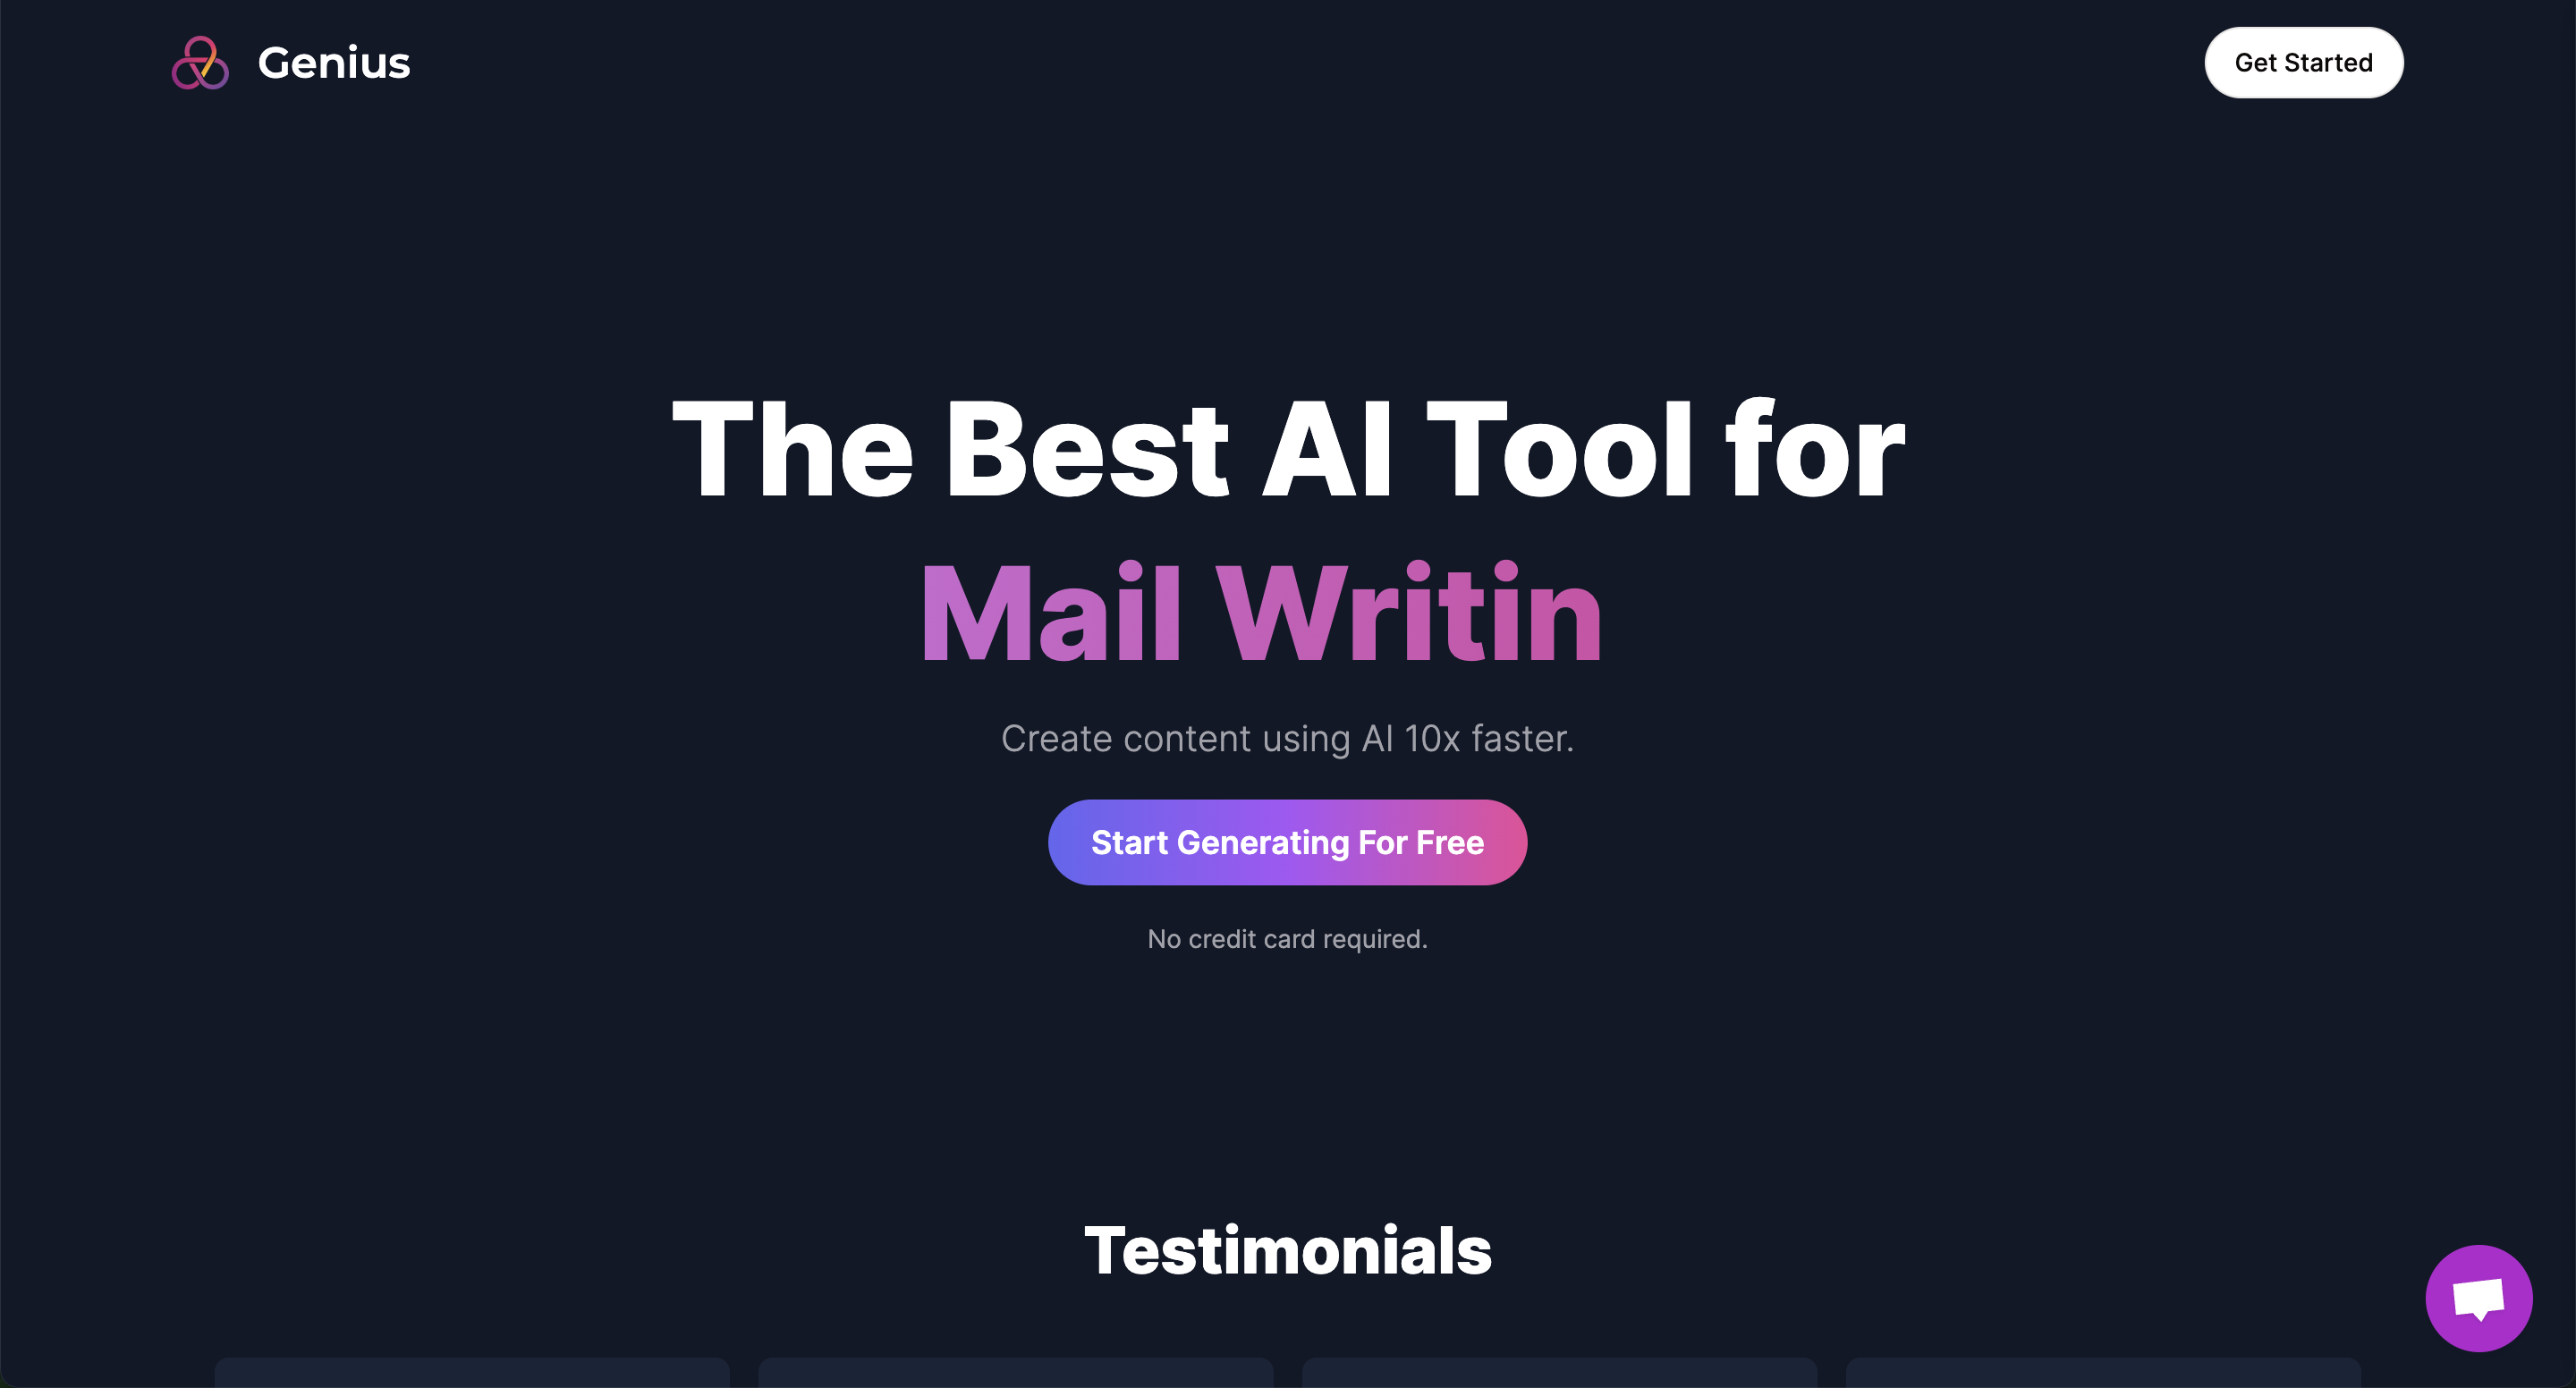 Genius
Get Started
The Best AI Tool for
Mail Writin
Create content using AI 10x faster.
Start Generating For Free
No credit card required.
Testimonials